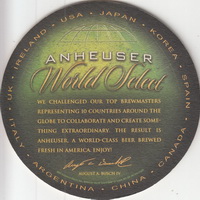 UK • IRELAND • USA • JAPAN • KOREA • SPAIN
ANHEUSER
World Select
WE CHALLENGED OUR TOP BREWMASTERS
REPRESENTING 10 COUNTRIES AROUND THE
GLOBE TO COLLABORATE AND CREATE SOME-
THING EXTRAORDINARY. THE RESULT IS
ANHEUSER, A WORLD-CLASS BEER BREWED
FRESH IN AMERICA. ENJOY!
AUGUST A. BUSCH IV
ITALY • ARGENTINA • CHINA • CANADA